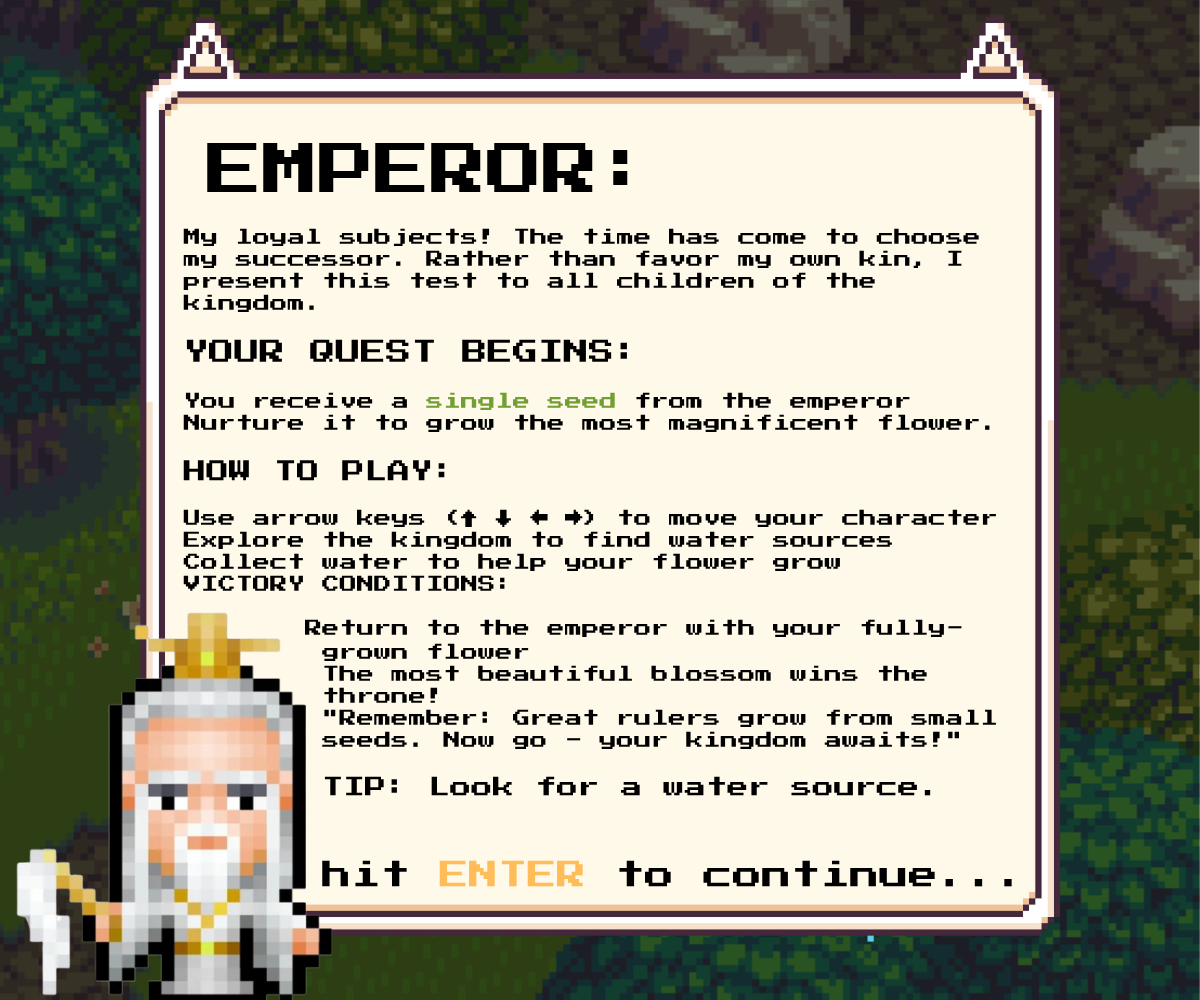 EMPEROR:
My loyal subjects! The time has come to choose
my successor. Rather than favor my own kin, I
present this test to all children of the
kingdom.
YOUR QUEST BEGINS:
You receive a single seed from the emperor
Nurture it to grow the most magnificent flower.
HOW TO PLAY:
Use arrow keys (↑ ↓ ← →) to move your character
Explore the kingdom to find water sources
Collect water to help your flower grow
VICTORY CONDITIONS:
Return to the emperor with your fully-
grown flower
The most beautiful blossom wins the
throne!
"Remember: Great rulers grow from small
seeds. Now go - your kingdom awaits!"
TIP: Look for a water source.
hit ENTER to continue...